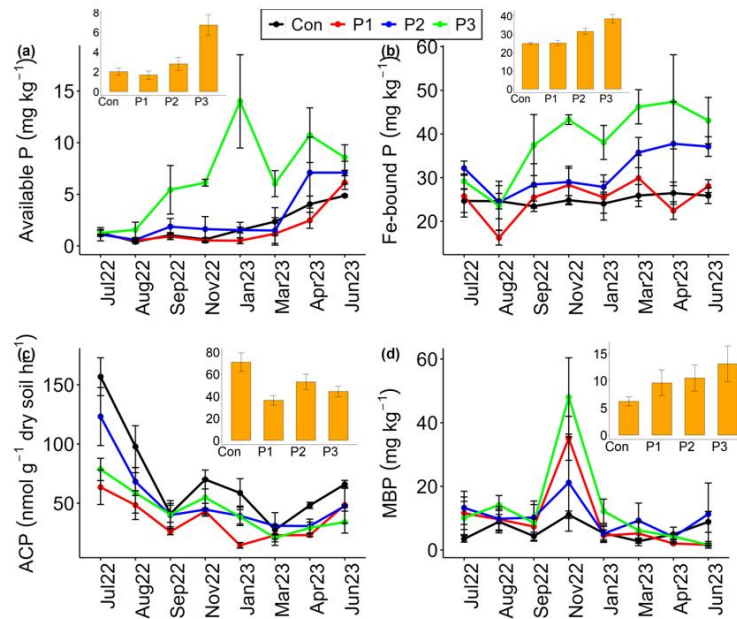 Con P1 P2 P3
(a)
8
6
4
2
0
Con P1 P2 P3
Available P (mg kg⁻¹)
15
10
5
0
Jul22 Aug22 Sep22 Nov22 Jan23 Mar23 Apr23 Jun23
(b)
40
30
20
10
0
Con P1 P2 P3
Fe-bound P (mg kg⁻¹)
60
50
40
30
20
10
Jul22 Aug22 Sep22 Nov22 Jan23 Mar23 Apr23 Jun23
80
60
40
20
0
Con P1 P2 P3
ACP (nmol g⁻¹ dry soil h⁻¹)
150
100
50
Jul22 Aug22 Sep22 Nov22 Jan23 Mar23 Apr23 Jun23
(d)
15
10
5
0
Con P1 P2 P3
MBP (mg kg⁻¹)
60
40
20
0
Jul22 Aug22 Sep22 Nov22 Jan23 Mar23 Apr23 Jun23